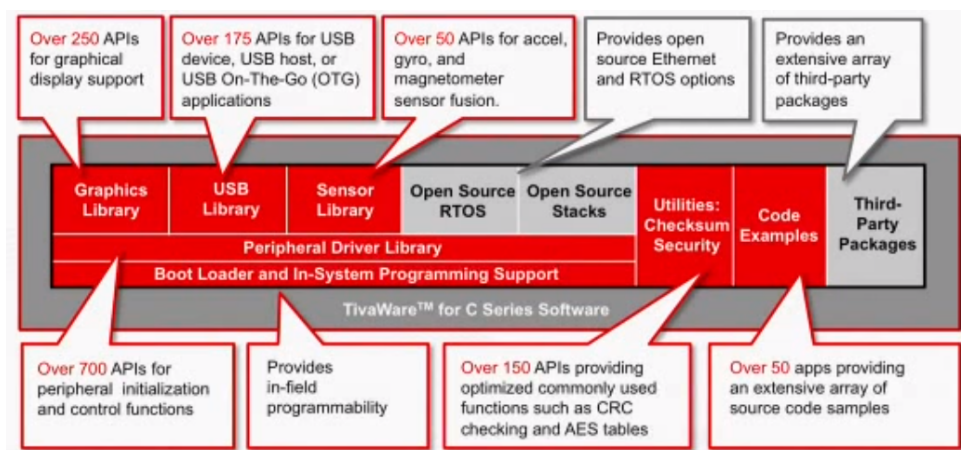 Over 250 APIs
for graphical
display support
Over 175 APIs for USB
device, USB host, or
USB On-The-Go (OTG)
applications
Over 50 APIs for accel,
gyro, and
magnetometer
sensor fusion.
Provides open
source Ethernet
and RTOS options
Provides an
extensive array
of third-party
packages
Graphics
Library
USB
Library
Sensor
Library
Open Source
RTOS
Open Source
Stacks
Utilities:
Checksum
Security
Code
Examples
Third-
Party
Packages
Peripheral Driver Library
Boot Loader and In-System Programming Support
TivaWare™ for C Series Software
Over 700 APIs for
peripheral initialization
and control functions
Provides
in-field
programmability
Over 150 APIs providing
optimized commonly used
functions such as CRC
checking and AES tables
Over 50 apps providing
an extensive array of
source code samples